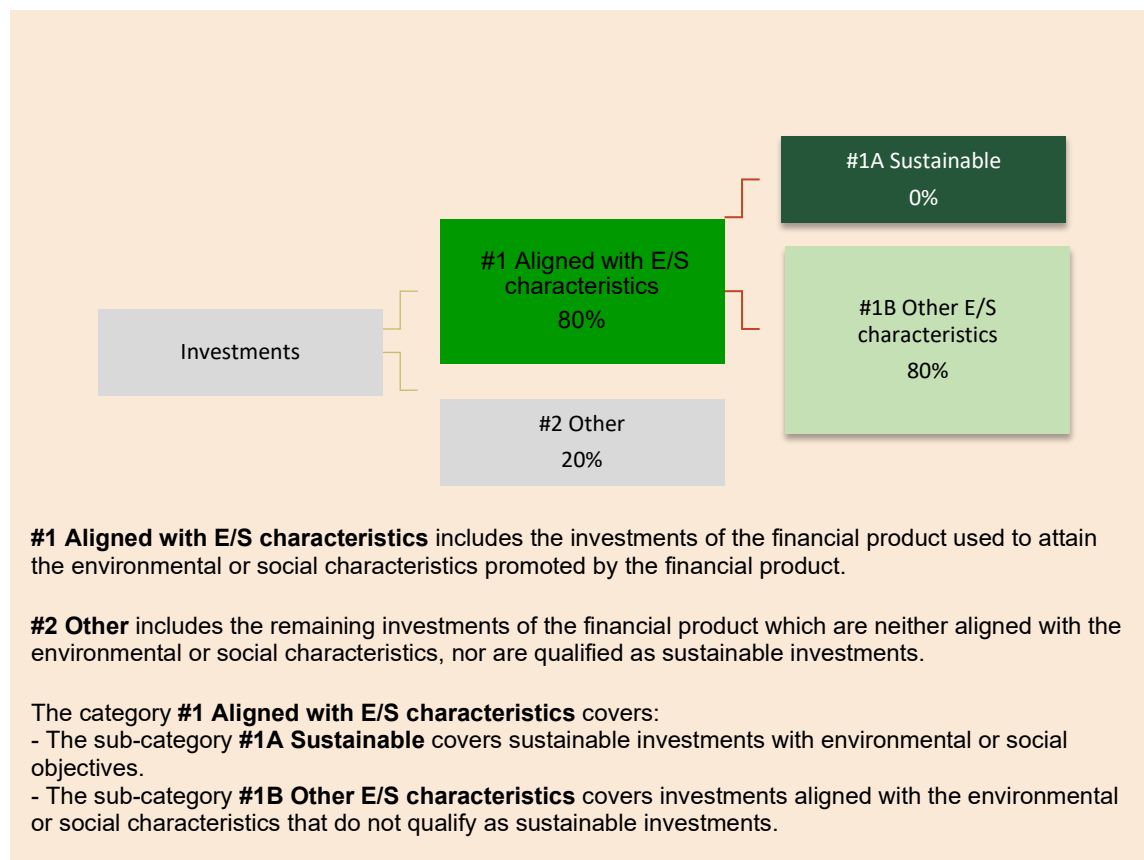 #1A Sustainable
0%
#1 Aligned with E/S
characteristics
80%
#1B Other E/S
characteristics
80%
Investments
#2 Other
20%
#1 Aligned with E/S characteristics includes the investments of the financial product used to attain
the environmental or social characteristics promoted by the financial product.
#2 Other includes the remaining investments of the financial product which are neither aligned with the
environmental or social characteristics, nor are qualified as sustainable investments.
The category #1 Aligned with E/S characteristics covers:
- The sub-category #1A Sustainable covers sustainable investments with environmental or social
objectives.
- The sub-category #1B Other E/S characteristics covers investments aligned with the environmental
or social characteristics that do not qualify as sustainable investments.